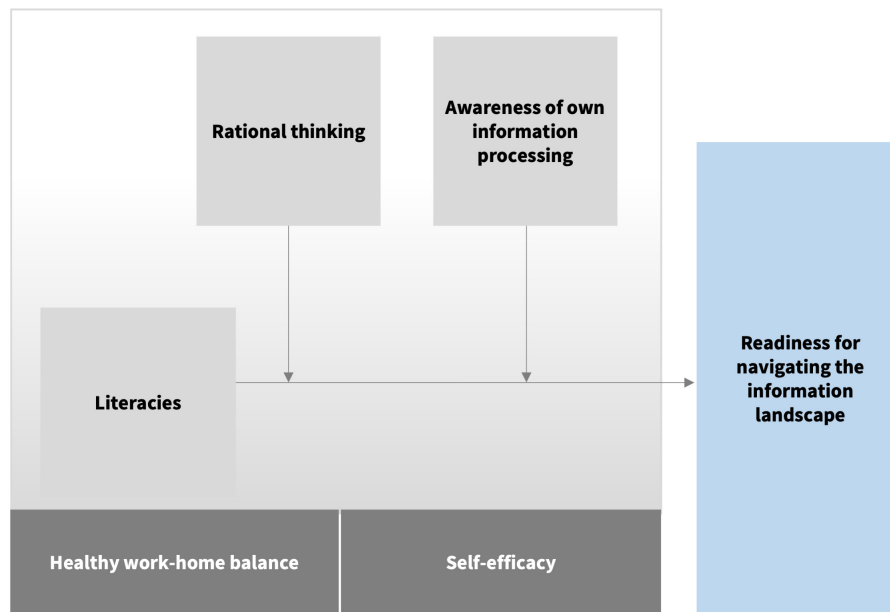 Rational thinking
Awareness of own
information
processing
Literacies
Readiness for
navigating the
information
landscape
Healthy work-home balance
Self-efficacy